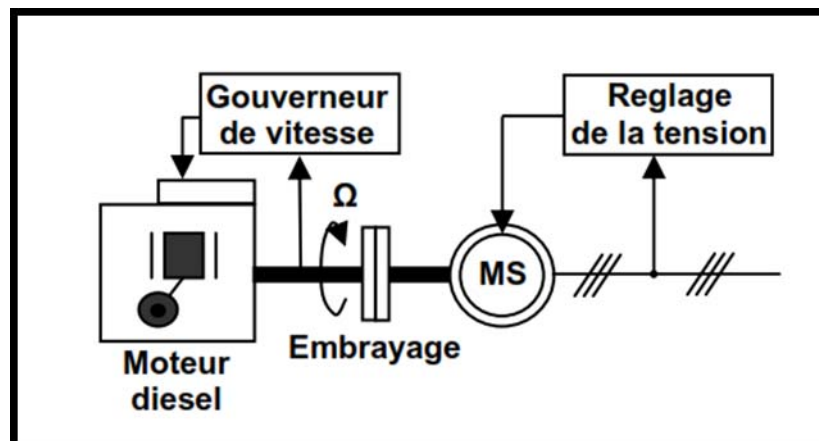 Gouverneur
de vitesse
Reglage
de la tension
Ω
MS
Embrayage
Moteur
diesel